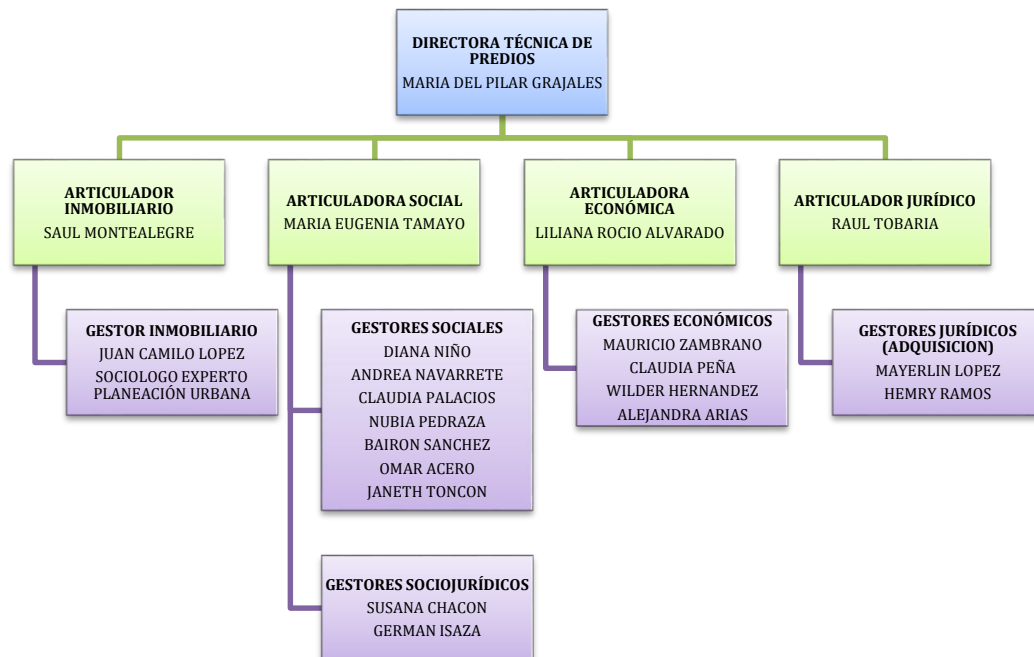 DIRECTORA TÉCNICA DE
PREDIOS
MARIA DEL PILAR GRAJALES
ARTICULADOR
INMOBILIARIO
SAUL MONTEALEGRE
ARTICULADORA SOCIAL
MARIA EUGENIA TAMAYO
ARTICULADORA
ECONÓMICA
LILIANA ROCIO ALVARADO
ARTICULADOR JURÍDICO
RAUL TOBARIA
GESTOR INMOBILIARIO
JUAN CAMILO LOPEZ
SOCIOLOGO EXPERTO
PLANEACIÓN URBANA
GESTORES SOCIALES
DIANA NIÑO
ANDREA NAVARRETE
CLAUDIA PALACIOS
NUBIA PEDRAZA
BAIRON SANCHEZ
OMAR ACERO
JANETH TONCON
GESTORES SOCIOJURÍDICOS
SUSANA CHACON
GERMAN ISAZA
GESTORES ECONÓMICOS
MAURICIO ZAMBRANO
CLAUDIA PEÑA
WILDER HERNANDEZ
ALEJANDRA ARIAS
GESTORES JURÍDICOS
(ADQUISICION)
MAYERLIN LOPEZ
HEMRY RAMOS